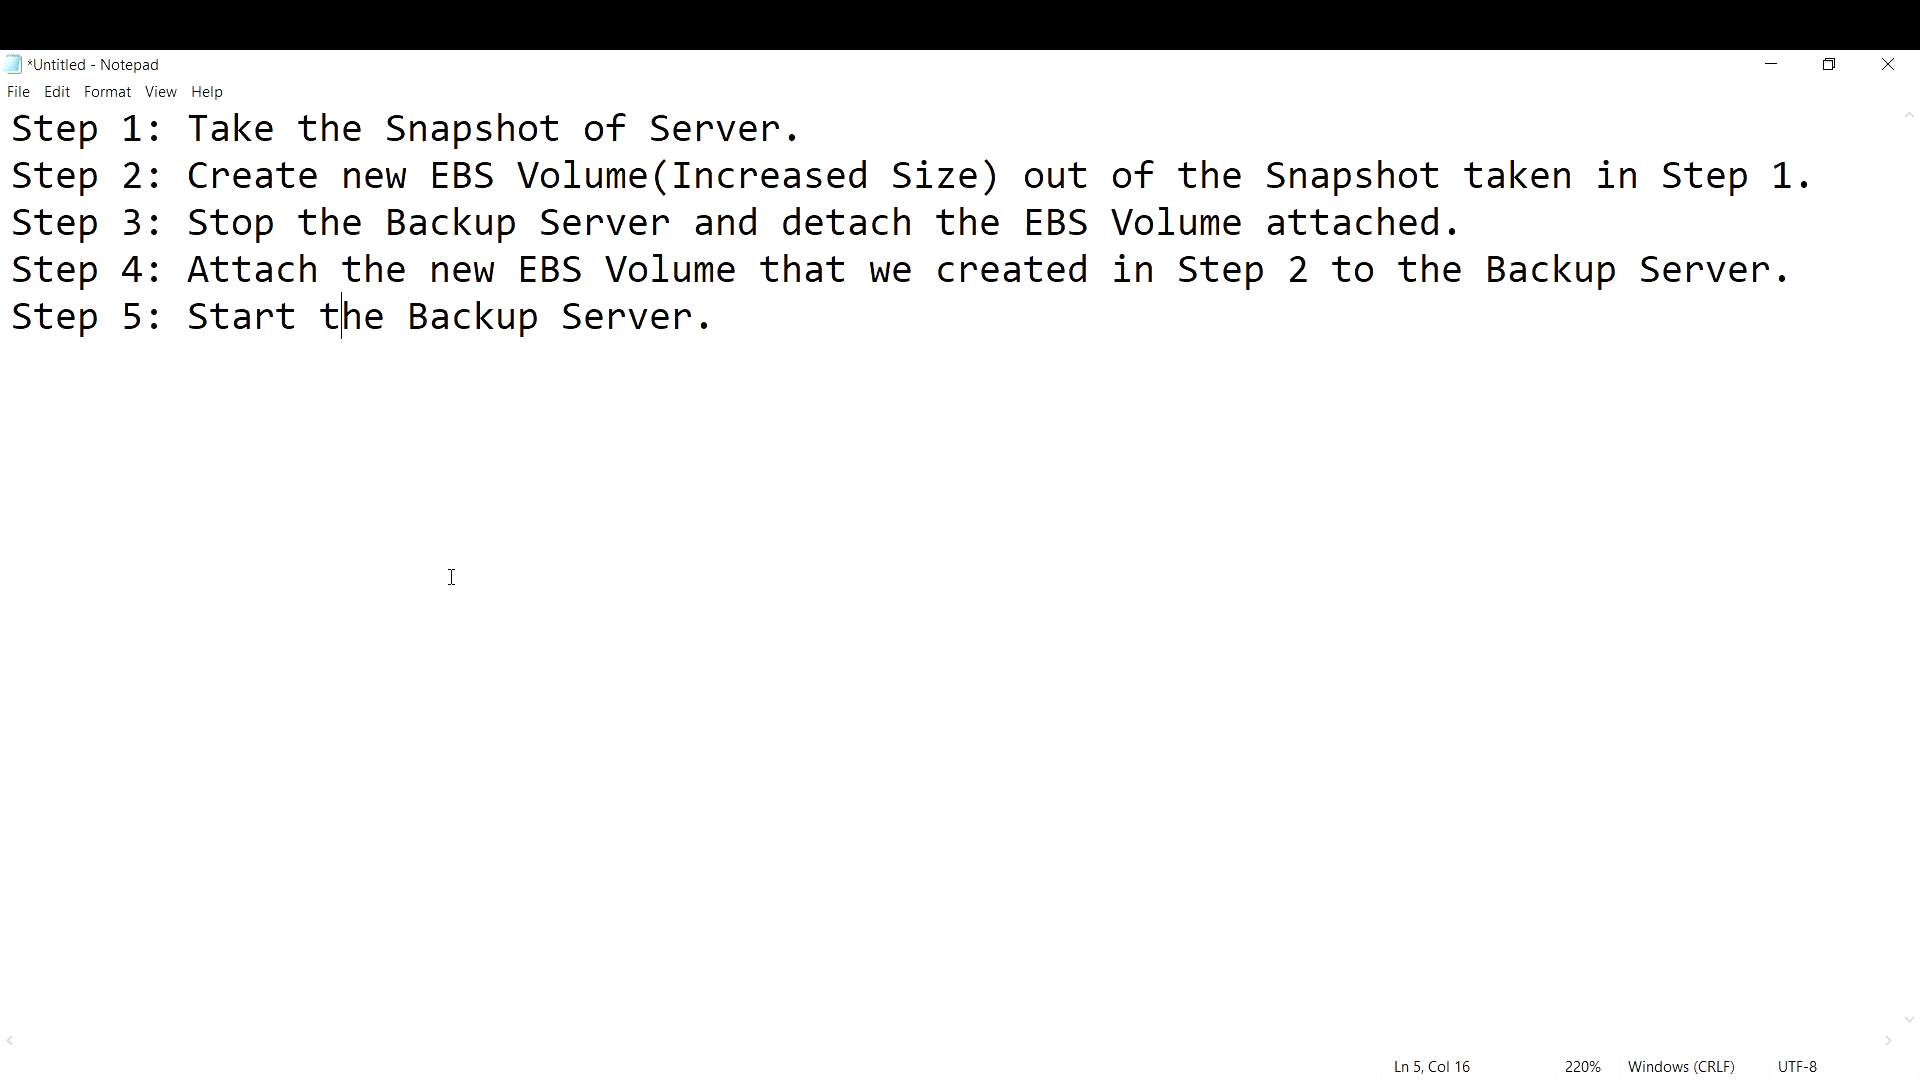 *Untitled - Notepad
File Edit Format View Help
Step 1: Take the Snapshot of Server.
Step 2: Create new EBS Volume(Increased Size) out of the Snapshot taken in Step 1.
Step 3: Stop the Backup Server and detach the EBS Volume attached.
Step 4: Attach the new EBS Volume that we created in Step 2 to the Backup Server.
Step 5: Start the Backup Server.
Ln 5, Col 16 220% Windows (CRLF) UTF-8